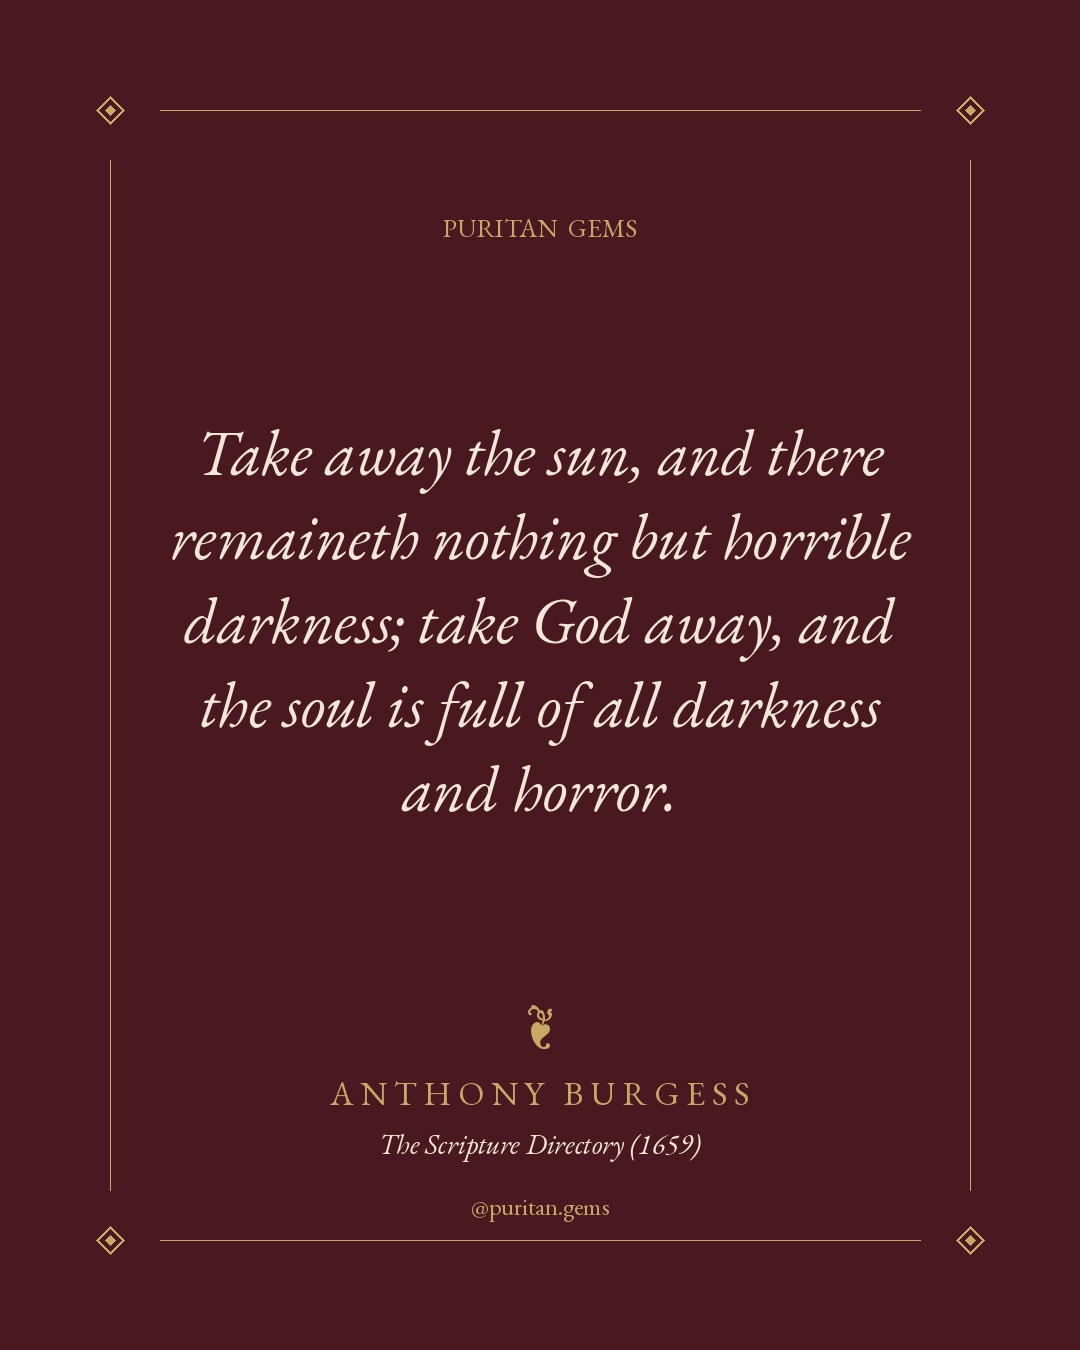 PURITAN GEMS
Take away the sun, and there
remaineth nothing but horrible
darkness; take God away, and
the soul is full of all darkness
and horror.
ANTHONY BURGESS
The Scripture Directory (1659)
@puritan.gems